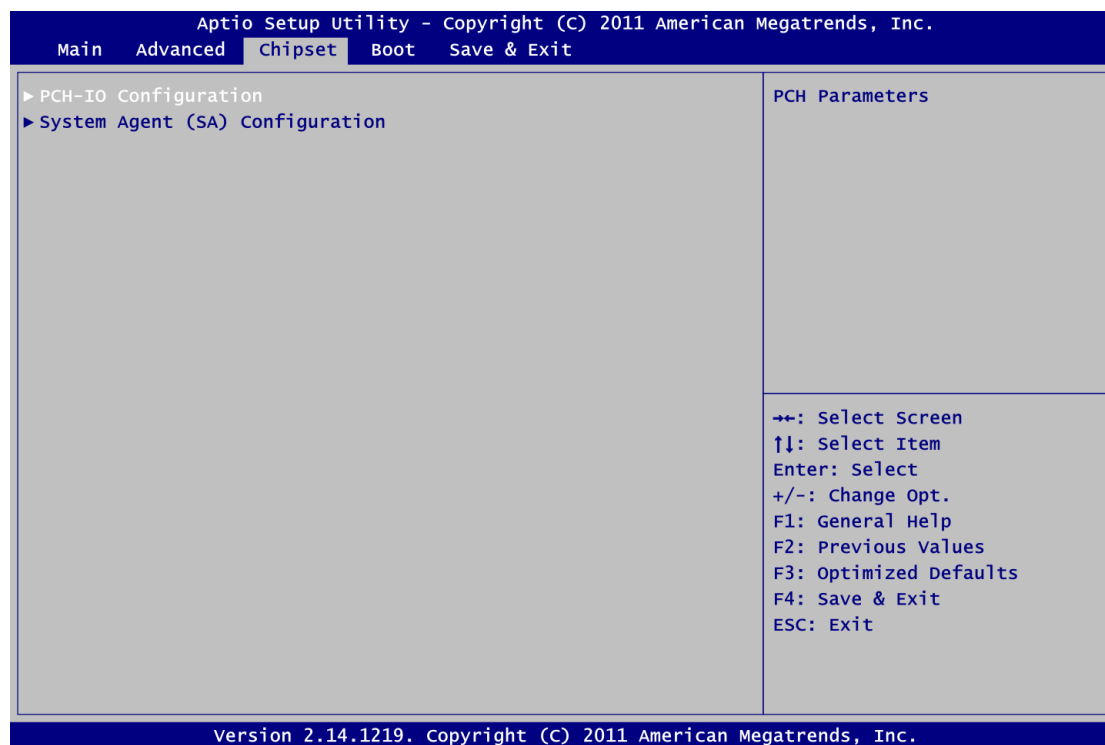 Aptio Setup Utility - Copyright (C) 2011 American Megatrends, Inc.
Main Advanced Chipset Boot Save & Exit
▶ PCH-IO Configuration
▶ System Agent (SA) Configuration
PCH Parameters
→←: Select Screen
↑↓: Select Item
Enter: Select
+/-: Change Opt.
F1: General Help
F2: Previous Values
F3: Optimized Defaults
F4: Save & Exit
ESC: Exit
Version 2.14.1219. Copyright (C) 2011 American Megatrends, Inc.